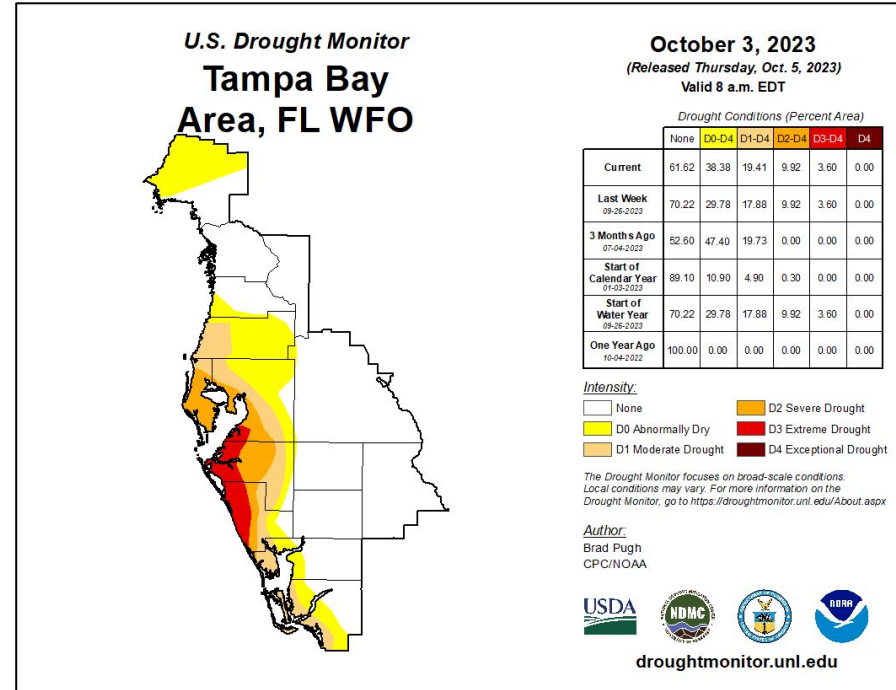 U.S. Drought Monitor
Tampa Bay
Area, FL WFO
October 3, 2023
(Released Thursday, Oct. 5, 2023)
Valid 8 a.m. EDT
Drought Conditions (Percent Area)
None D0-D4 D1-D4 D2-D4 D3-D4 D4
Current 61.62 38.38 19.41 9.92 3.60 0.00
Last Week
09-26-2023 70.22 29.78 17.88 9.92 3.60 0.00
3 Months Ago
07-04-2023 52.60 47.40 19.73 0.00 0.00 0.00
Start of
Calendar Year
01-03-2023 89.10 10.90 4.90 0.30 0.00 0.00
Start of
Water Year
09-26-2023 70.22 29.78 17.88 9.92 3.60 0.00
One Year Ago
10-04-2022 100.00 0.00 0.00 0.00 0.00 0.00
Intensity:
None
D0 Abnormally Dry
D1 Moderate Drought
D2 Severe Drought
D3 Extreme Drought
D4 Exceptional Drought
The Drought Monitor focuses on broad-scale conditions.
Local conditions may vary. For more information on the
Drought Monitor, go to https://droughtmonitor.unl.edu/About.aspx
Author:
Brad Pugh
CPC/NOAA
USDA
NDMC
NOAA
droughtmonitor.unl.edu